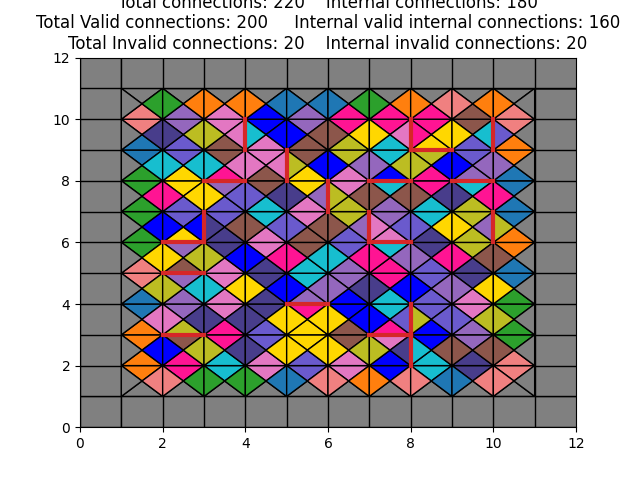 Total connections: 220    Internal connections: 180
Total Valid connections: 200     Internal valid internal connections: 160
Total Invalid connections: 20    Internal invalid connections: 20
12
10
8
6
4
2
0
0 2 4 6 8 10 12